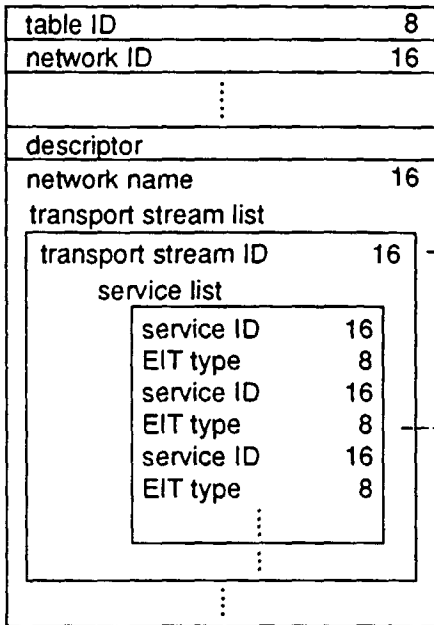 table ID 8
network ID 16
descriptor
network name 16
transport stream list
transport stream ID 16
service list
service ID 16
EIT type 8
service ID 16
EIT type 8
service ID 16
EIT type 8